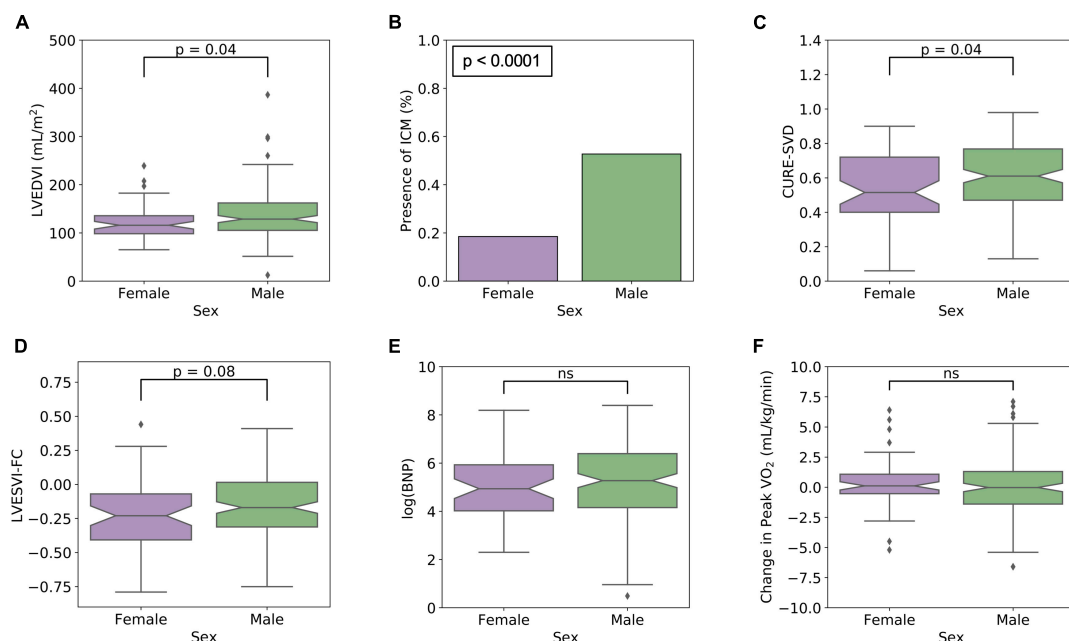 A
LVEDVI (mL/m²)
500
400
300
200
100
0
p = 0.04
Female
Male
Sex
B
Presence of ICM (%)
1.0
0.8
0.6
0.4
0.2
0.0
p < 0.0001
Female
Male
Sex
C
CURE-SVD
1.4
1.2
1.0
0.8
0.6
0.4
0.2
0.0
p = 0.04
Female
Male
Sex
D
LVESVI-FC
0.75
0.50
0.25
0.00
−0.25
−0.50
−0.75
p = 0.08
Female
Male
Sex
E
log(BNP)
10
8
6
4
2
0
ns
Female
Male
Sex
F
Change in Peak VO₂ (mL/kg/min)
10.0
7.5
5.0
2.5
0.0
−2.5
−5.0
−7.5
−10.0
ns
Female
Male
Sex